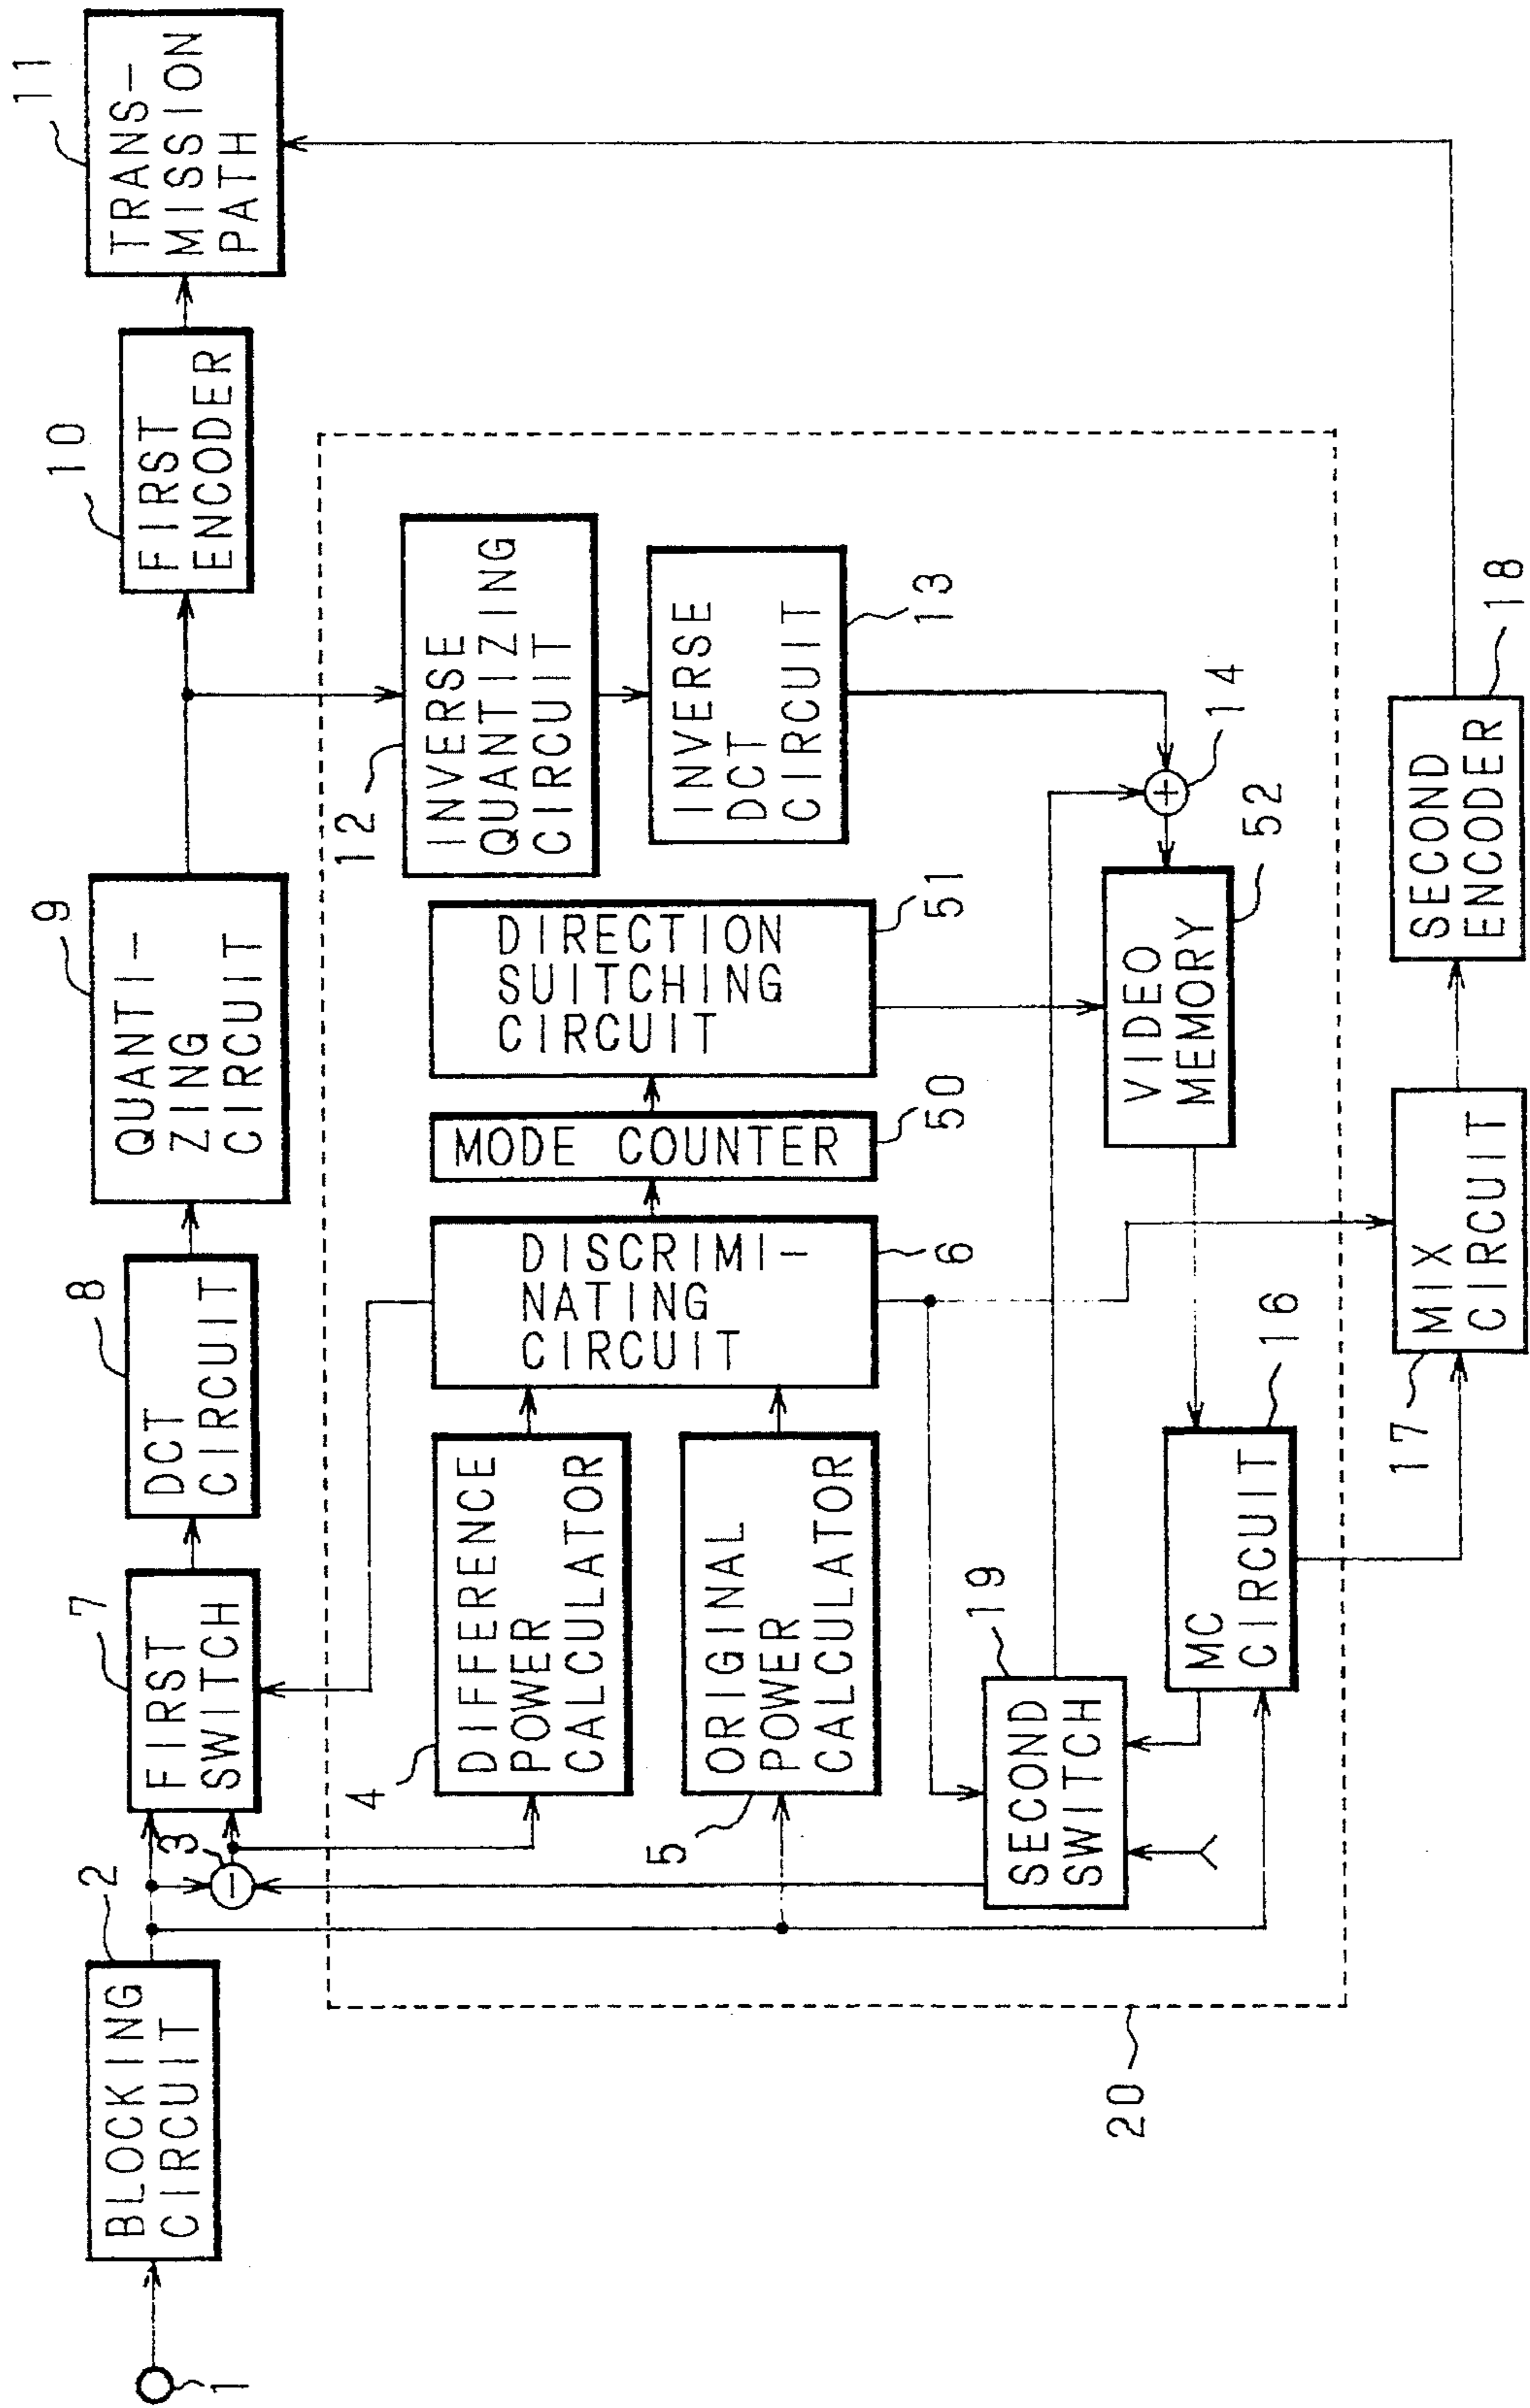 1
2
BLOCKING
CIRCUIT
3
7
FIRST
SWITCH
8
DCT
CIRCUIT
9
QUANTI-
ZING
CIRCUIT
10
FIRST
ENCODER
11
TRANS-
MISSION
PATH
4
DIFFERENCE
POWER
CALCULATOR
5
ORIGINAL
POWER
CALCULATOR
DISCRIMI-
NATING
CIRCUIT
6
MODE COUNTER
50
DIRECTION
SUITCHING
CIRCUIT
51
12
INVERSE
QUANTIZING
CIRCUIT
INVERSE
DCT
CIRCUIT
13
14
19
SECOND
SWITCH
MC
CIRCUIT
16
VIDEO
MEMORY
52
20
17
MIX
CIRCUIT
SECOND
ENCODER
18